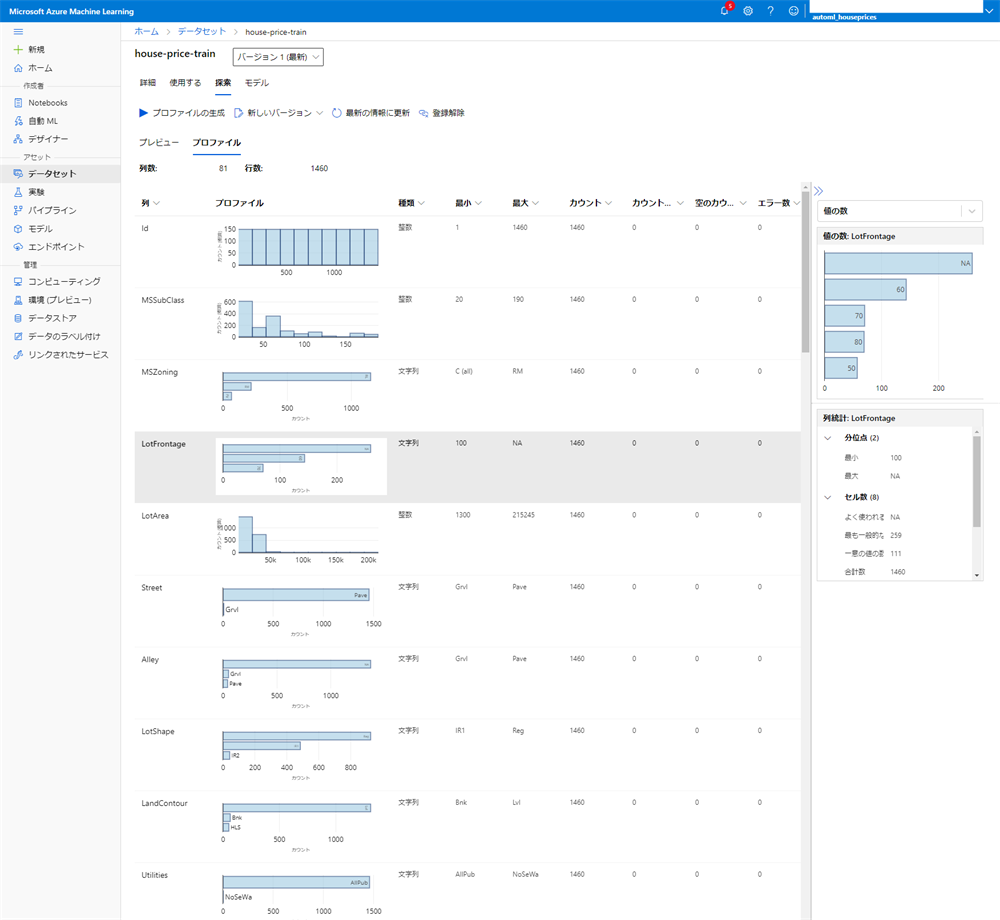 Microsoft Azure Machine Learning
5
automl_houseprices
新規
ホーム
作成者
Notebooks
自動 ML
デザイナー
アセット
データセット
実験
パイプライン
モデル
エンドポイント
管理
コンピューティング
環境 (プレビュー)
データストア
データのラベル付け
リンクされたサービス
ホーム > データセット > house-price-train
house-price-train バージョン 1 (最新)
詳細 使用する 探索 モデル
プロファイルの生成 新しいバージョン 最新の情報に更新 登録解除
プレビュー プロファイル
列数: 81 行数: 1460
列 プロファイル 種類 最小 最大 カウント カウント... 空のカウ... エラー数
Id 整数 1 1460 1460 0 0 0
150
100
50
0
500 1000
MSSubClass 整数 20 190 1460 0 0 0
600
400
200
0
50 100 150
MSZoning 文字列 C (all) RM 1460 0 0 0
0 500 1000
カウント
LotFrontage 文字列 100 NA 1460 0 0 0
0 100 200
カウント
LotArea 整数 1300 215245 1460 0 0 0
1000
500
0
50k 100k 150k 200k
Street 文字列 Grvl Pave 1460 0 0 0
Pave
Grvl
0 500 1000 1500
カウント
Alley 文字列 Grvl Pave 1460 0 0 0
Grvl
Pave
0 500 1000
カウント
LotShape 文字列 IR1 Reg 1460 0 0 0
IR2
0 200 400 600 800
カウント
LandContour 文字列 Bnk Lvl 1460 0 0 0
Bnk
HLS
0 500 1000
カウント
Utilities 文字列 AllPub NoSeWa 1460 0 0 0
AllPub
NoSeWa
0 500 1000 1500
値の数
値の数: LotFrontage
NA
60
70
80
50
0 100 200
列統計: LotFrontage
分位点 (2)
最小 100
最大 NA
セル数 (8)
よく使われる NA
最も一般的な 259
一意の値の数 111
合計数 1460